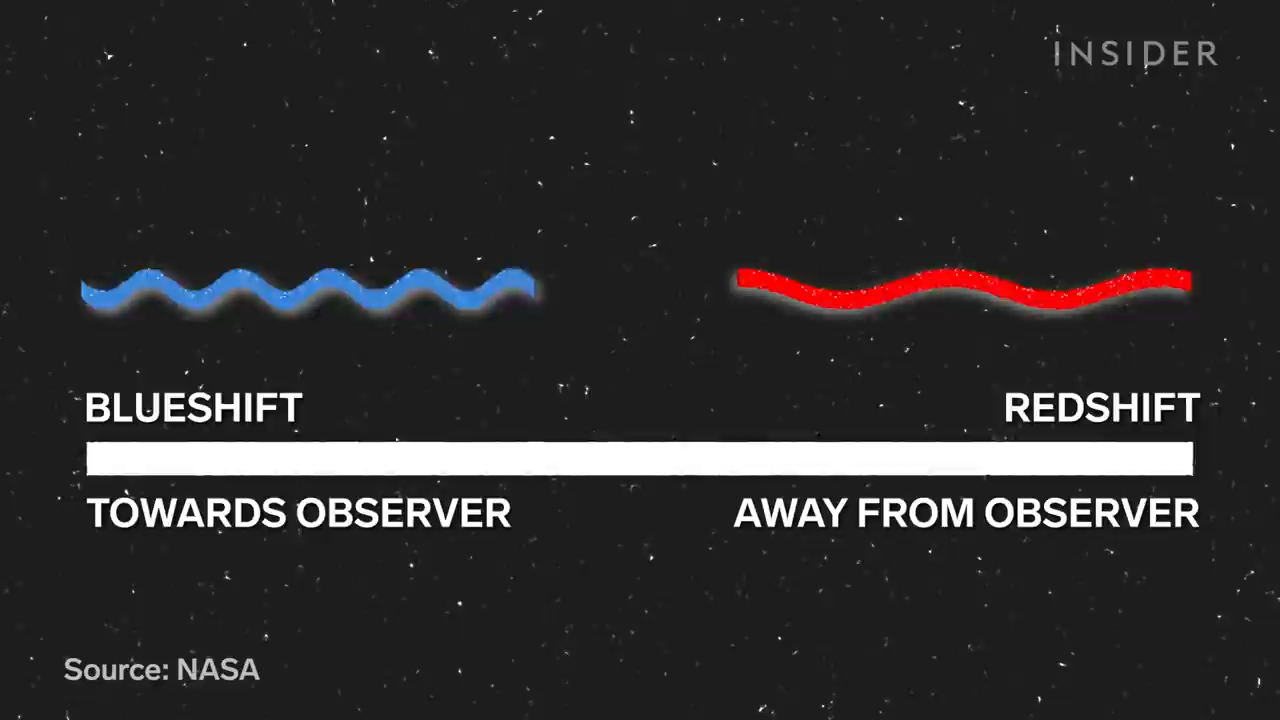 INSIDER
BLUESHIFT
REDSHIFT
TOWARDS OBSERVER
AWAY FROM OBSERVER
Source: NASA